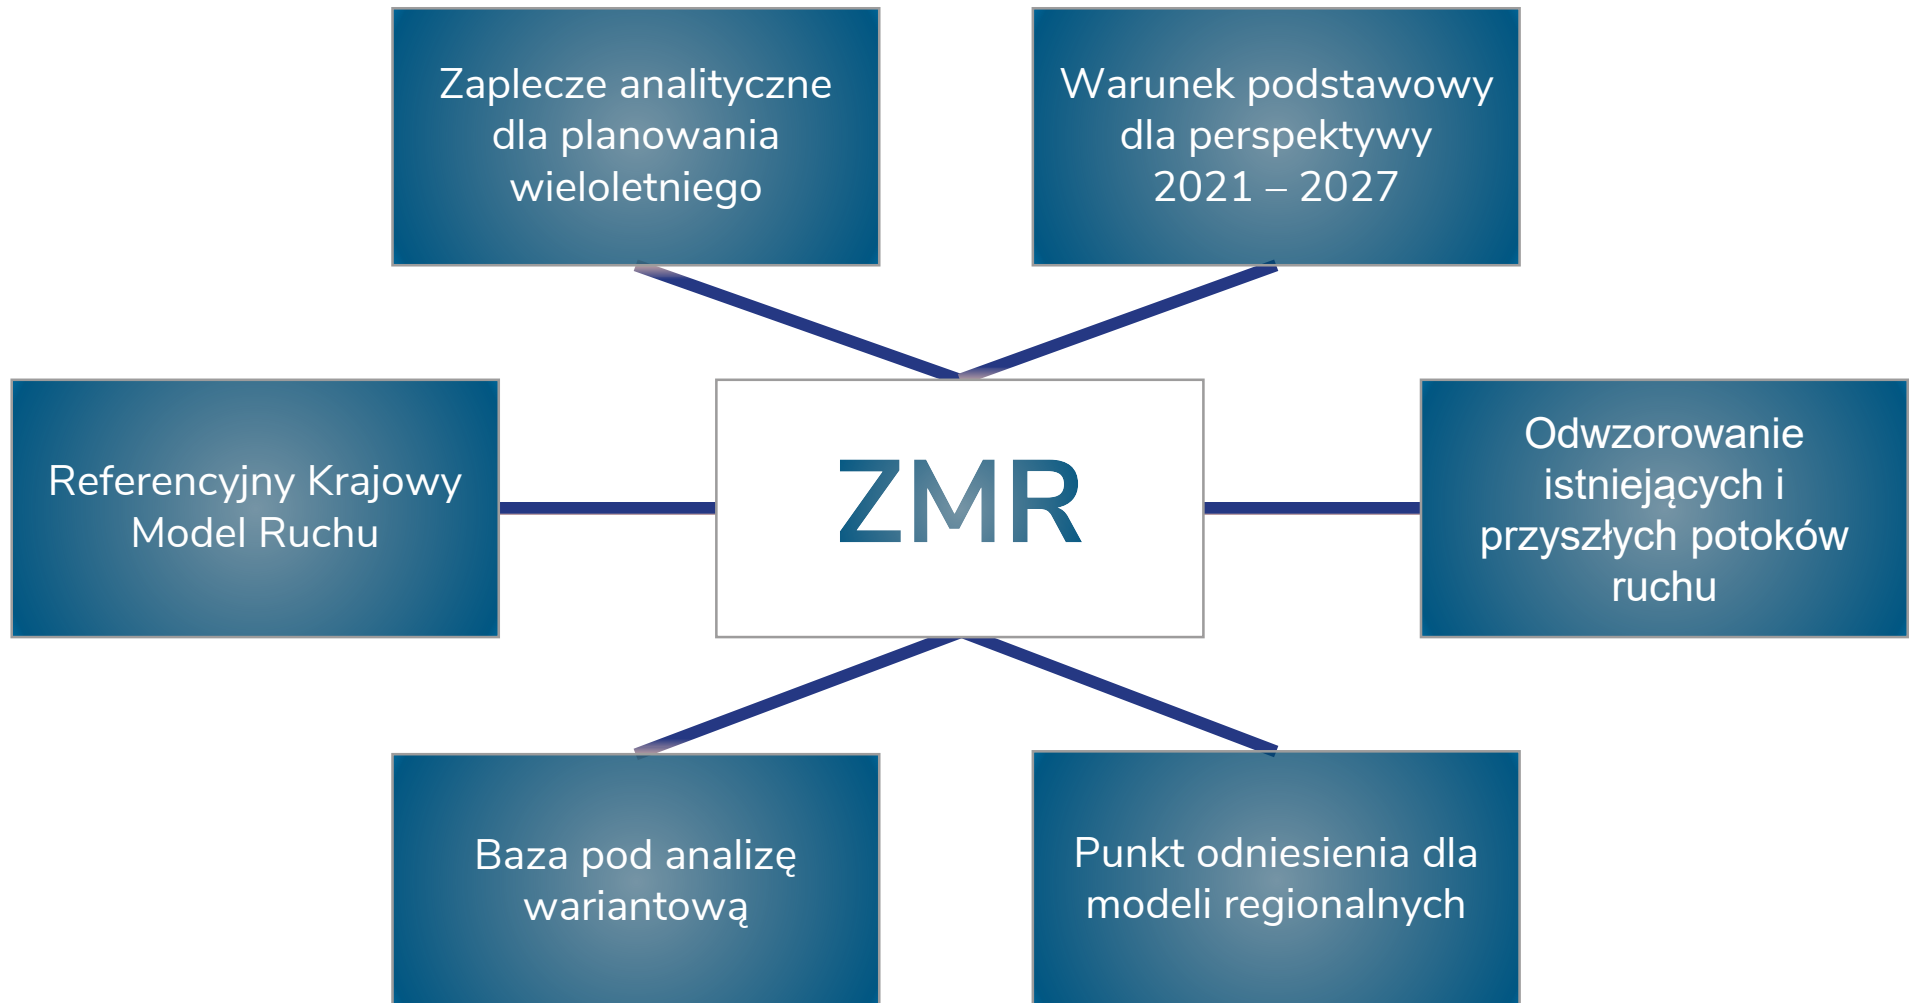 Zaplecze analityczne
dla planowania
wieloletniego
Warunek podstawowy
dla perspektywy
2021 – 2027
Referencyjny Krajowy
Model Ruchu
ZMR
Odwzorowanie
istniejących i
przyszłych potoków
ruchu
Baza pod analizę
wariantową
Punkt odniesienia dla
modeli regionalnych